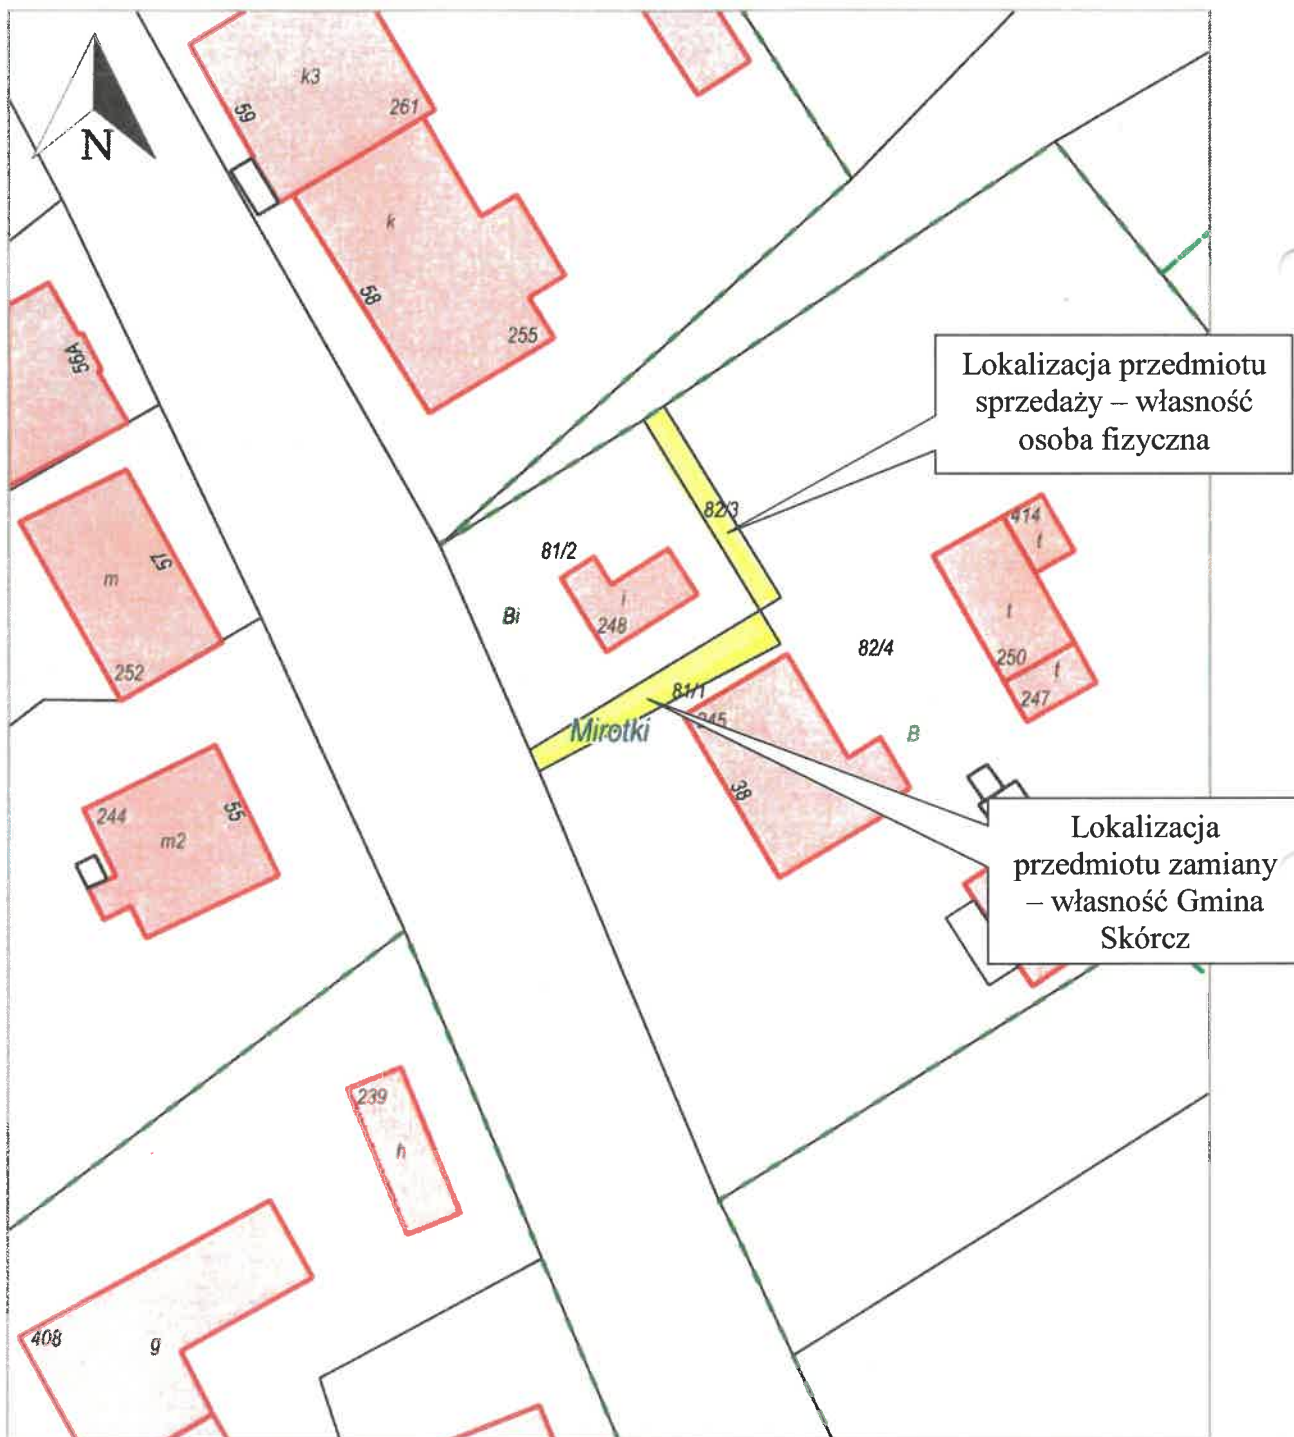 N
k3
59
261
k
58
255
56A
Lokalizacja przedmiotu
sprzedaży – własność
osoba fizyczna
m
57
252
82/3
414
t
81/2
i
248
Bi
t
82/4
250
t
247
81/1
245
Mirotki
B
38
244
55
m2
Lokalizacja
przedmiotu zamiany
– własność Gmina
Skórcz
239
h
408
g